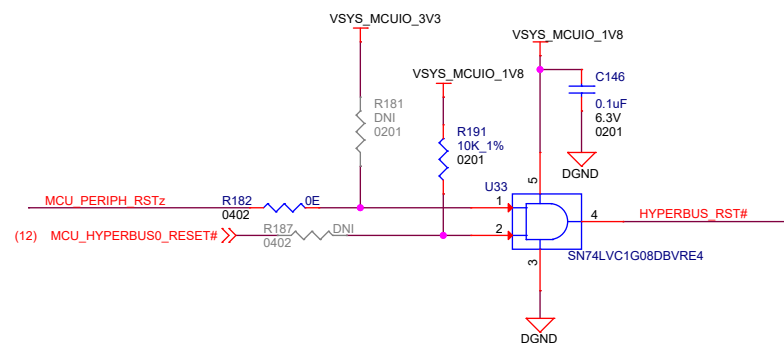 VSYS_MCUIO_3V3
VSYS_MCUIO_1V8
VSYS_MCUIO_1V8
C146
0.1uF
6.3V
0201
R181
DNI
0201
R191
10K_1%
0201
DGND
U33
5
MCU_PERIPH_RSTz
R182
0E
0402
1
4
HYPERBUS_RST#
(12)
MCU_HYPERBUS0_RESET#
R187
DNI
0402
2
SN74LVC1G08DBVRE4
3
DGND